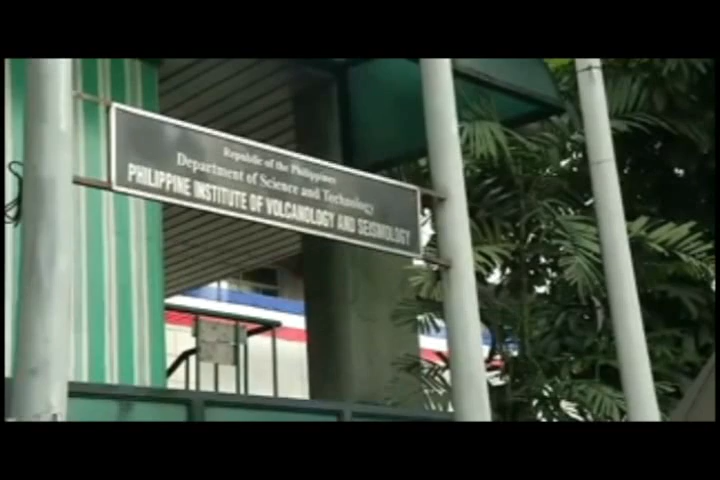 Republic of the Philippines
Department of Science and Technology
PHILIPPINE INSTITUTE OF VOLCANOLOGY AND SEISMOLOGY